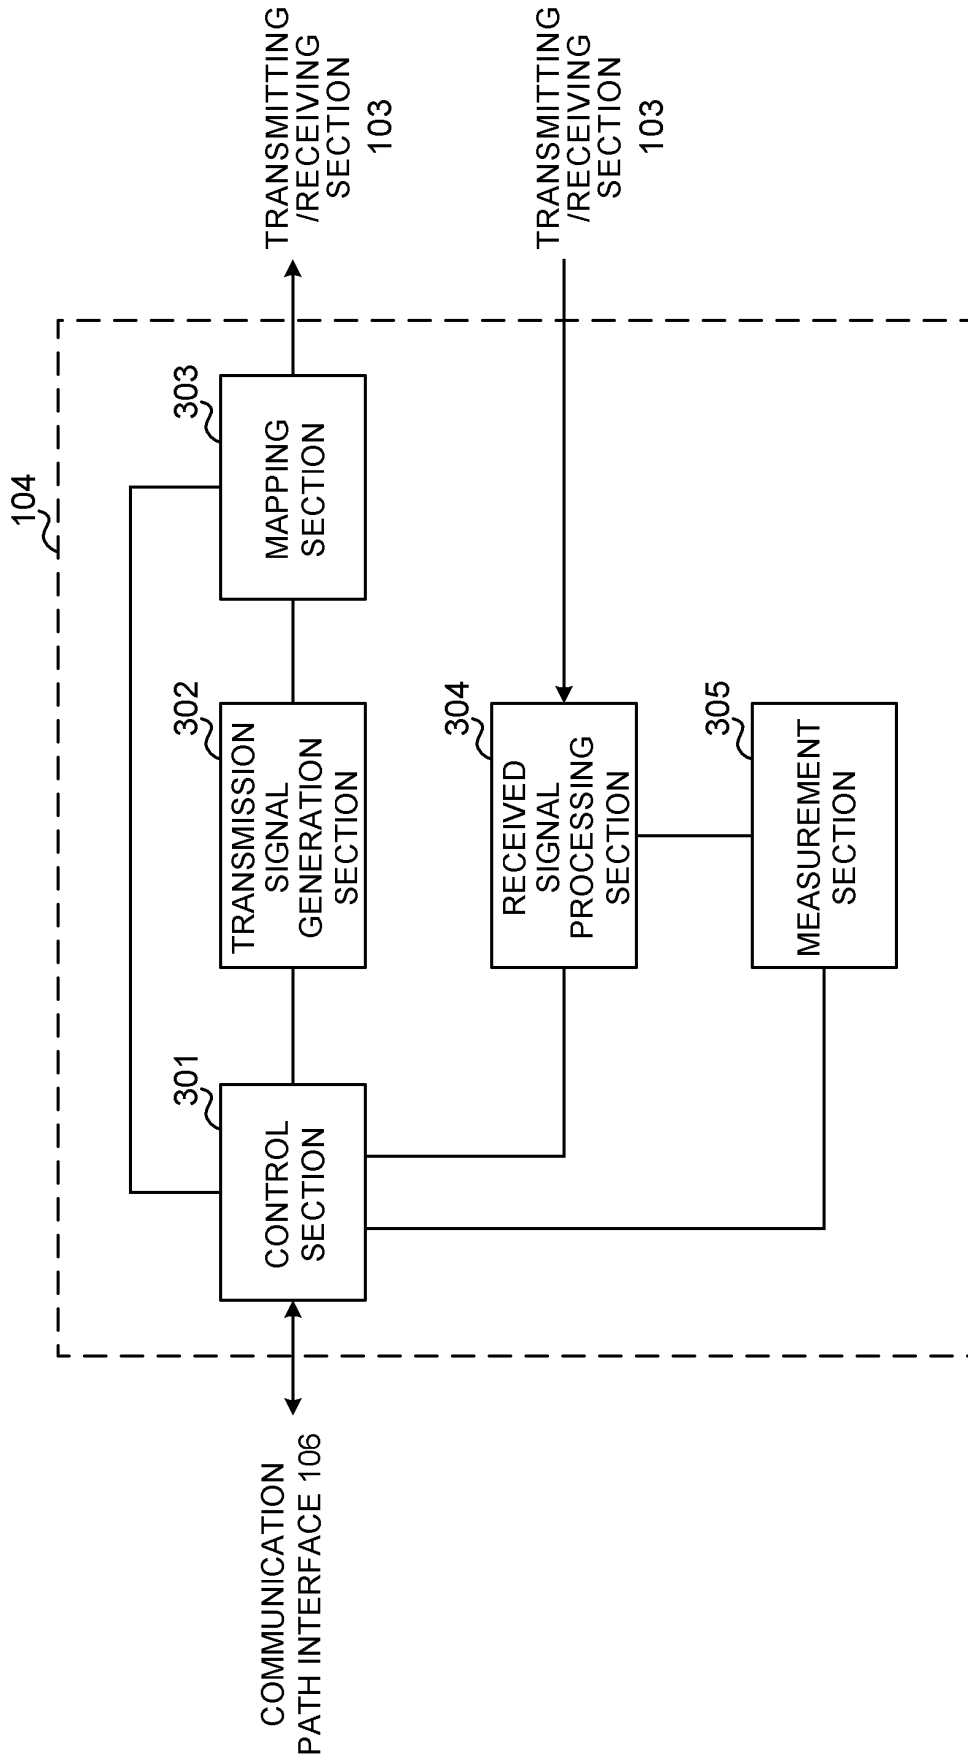 104
COMMUNICATION
PATH INTERFACE 106
301
CONTROL
SECTION
302
TRANSMISSION
SIGNAL
GENERATION
SECTION
303
MAPPING
SECTION
TRANSMITTING
/RECEIVING
SECTION
103
304
RECEIVED
SIGNAL
PROCESSING
SECTION
TRANSMITTING
/RECEIVING
SECTION
103
305
MEASUREMENT
SECTION